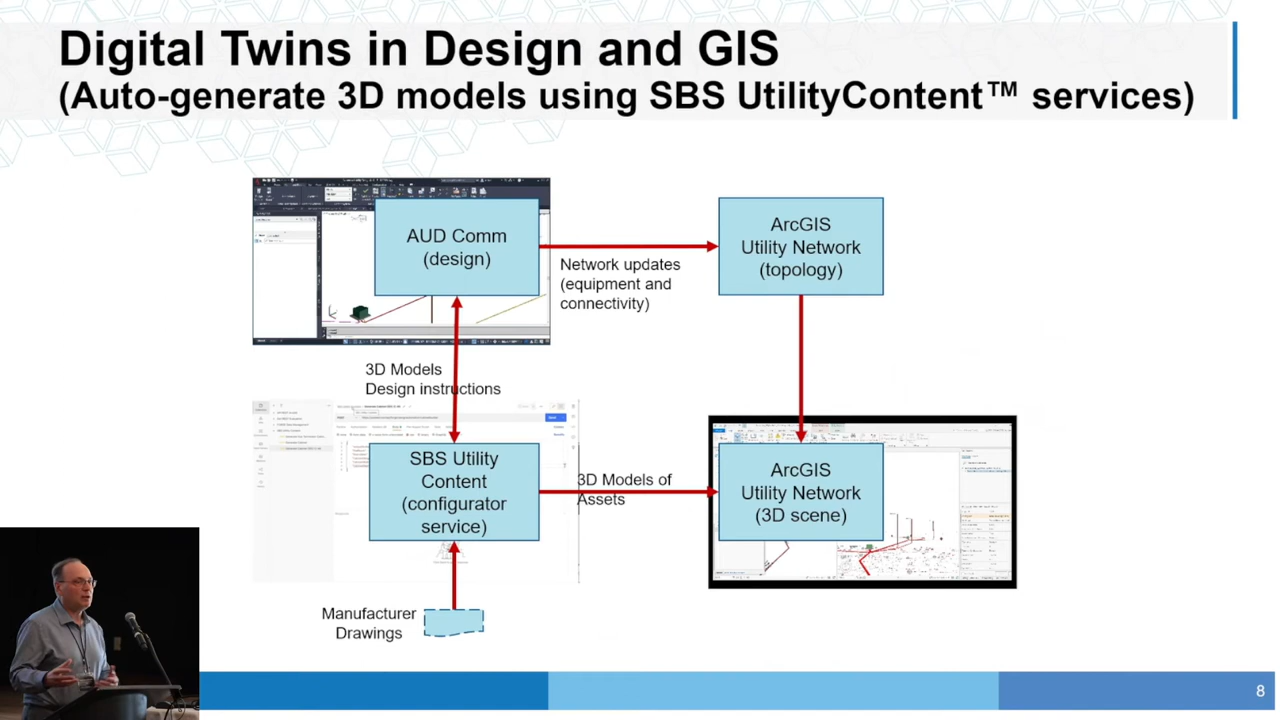 Digital Twins in Design and GIS
(Auto-generate 3D models using SBS UtilityContent™ services)
AUD Comm
(design)
Network updates
(equipment and
connectivity)
ArcGIS
Utility Network
(topology)
3D Models
Design instructions
SBS Utility
Content
(configurator
service)
3D Models of
Assets
ArcGIS
Utility Network
(3D scene)
Manufacturer
Drawings
8